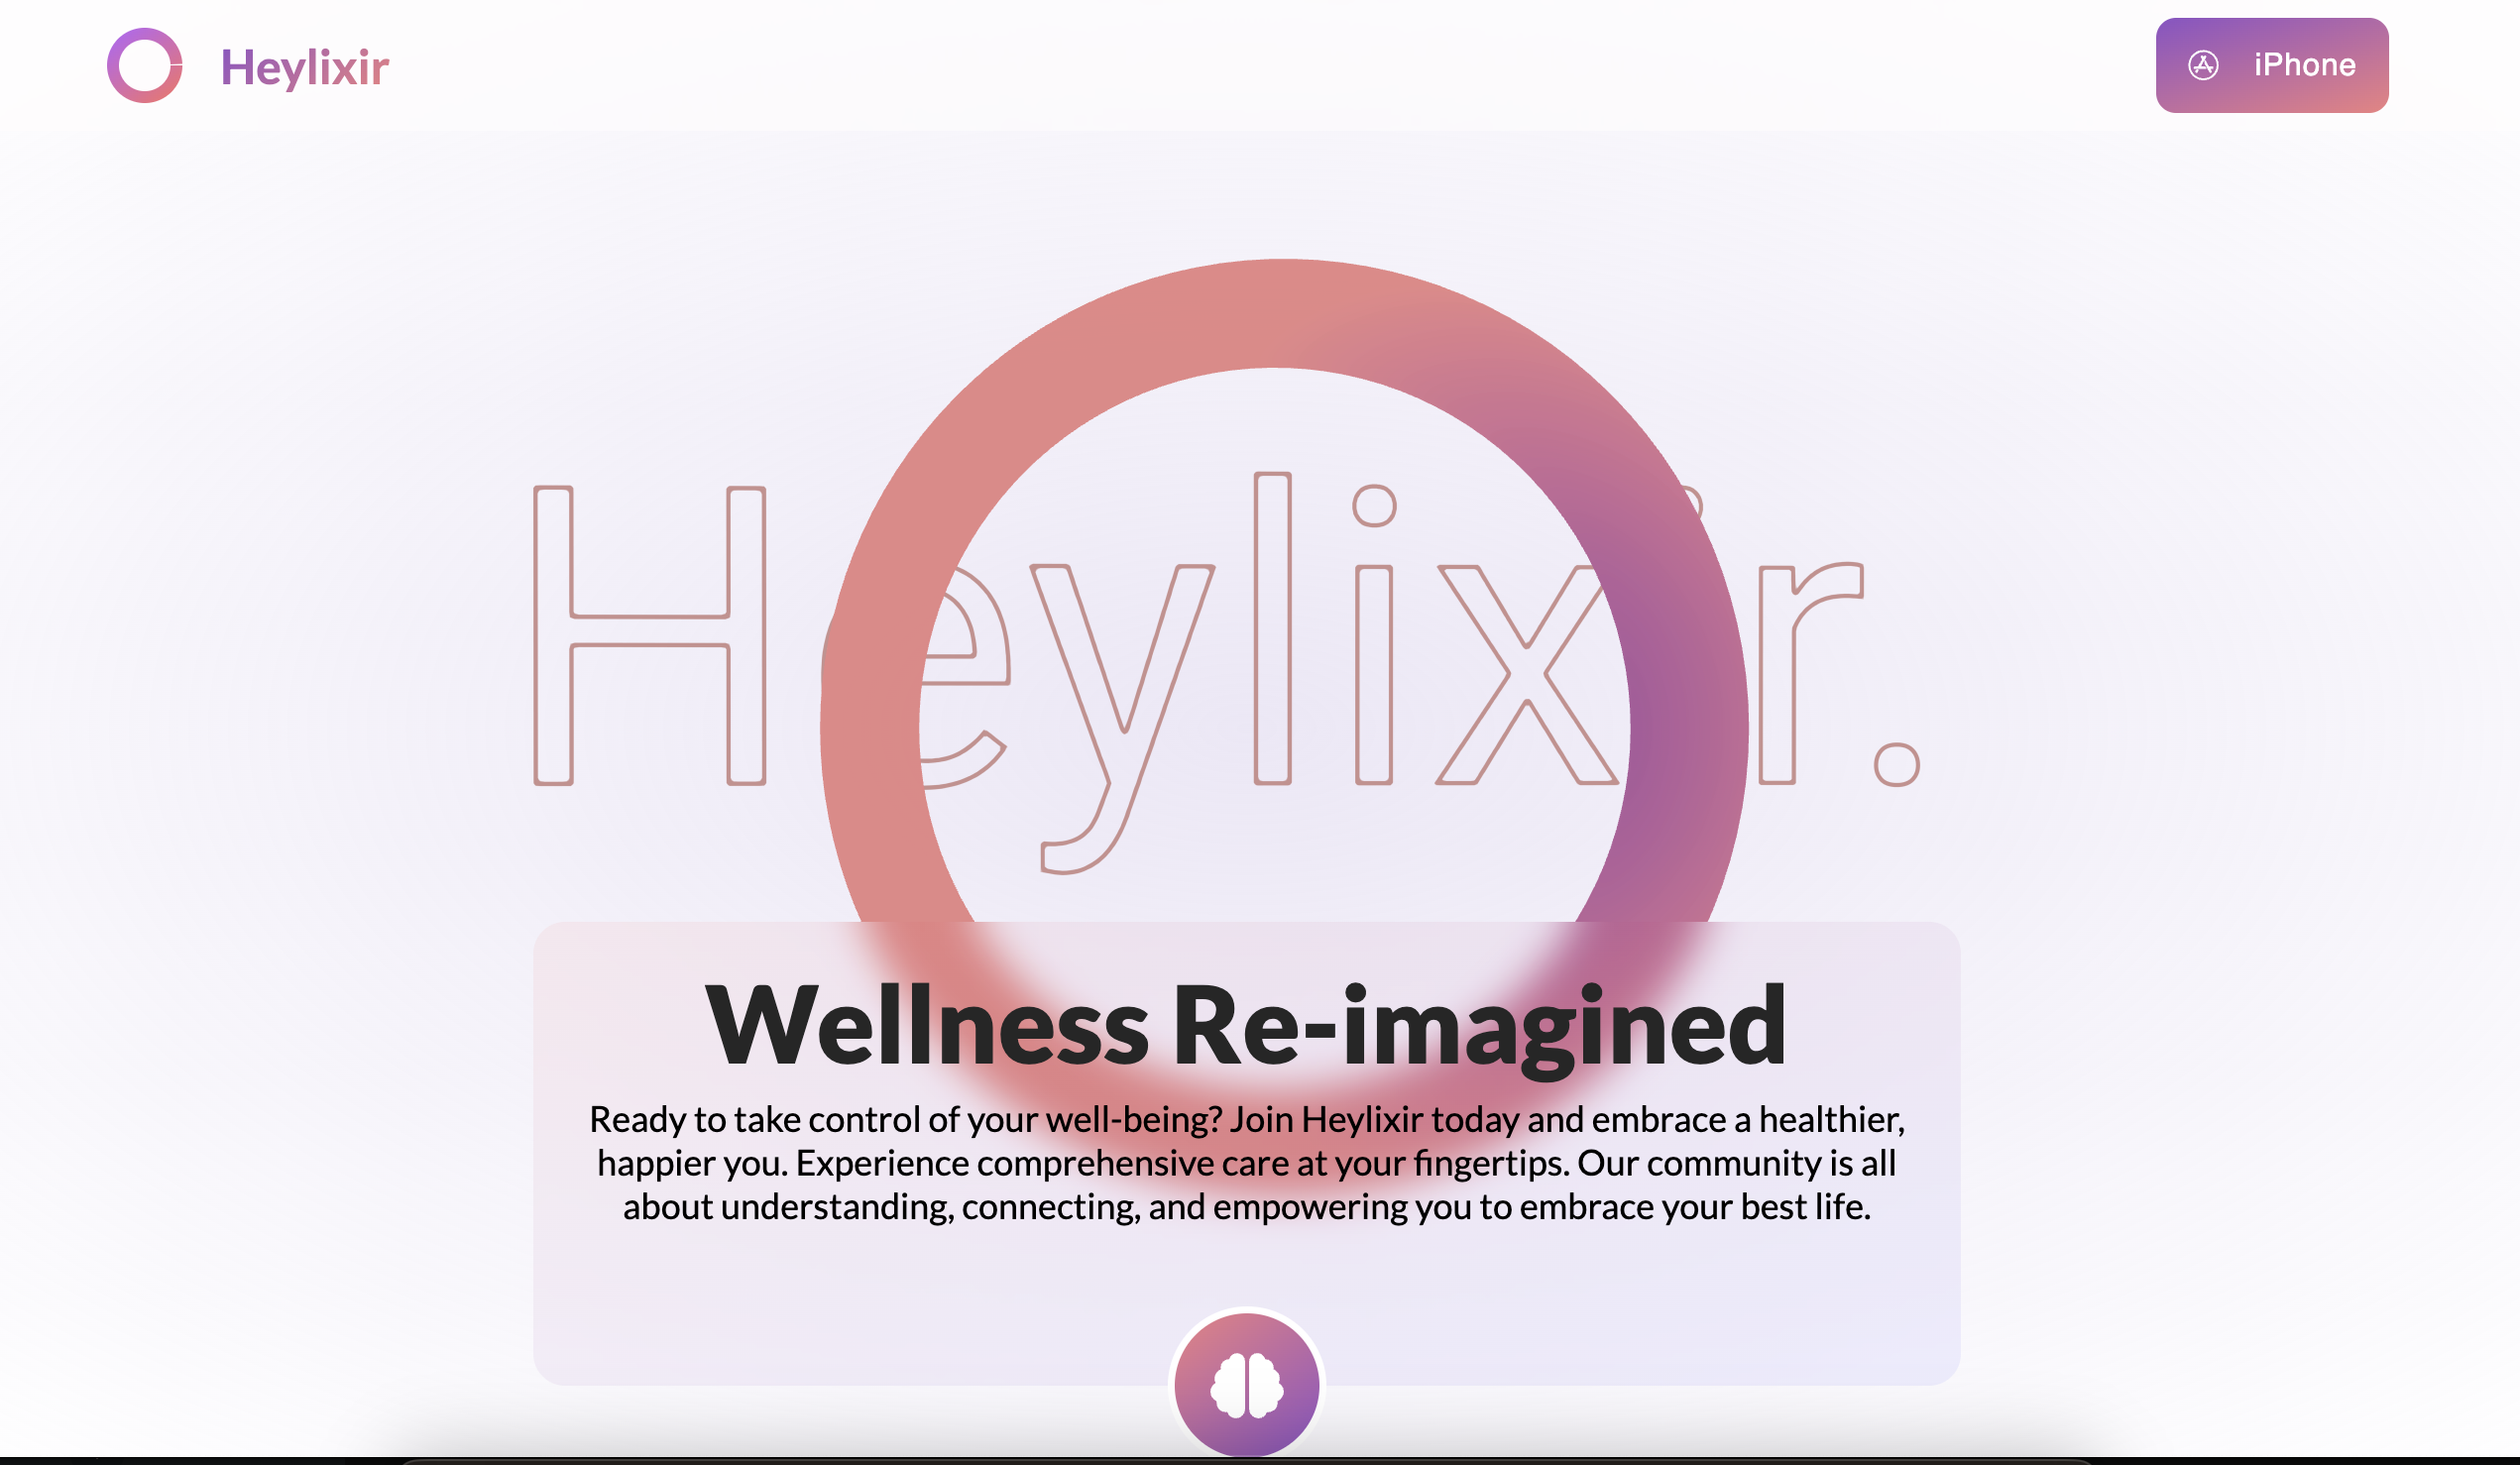 Heylixir
iPhone
Heylixir.
Wellness Re-imagined
Ready to take control of your well-being? Join Heylixir today and embrace a healthier,
happier you. Experience comprehensive care at your fingertips. Our community is all
about understanding, connecting, and empowering you to embrace your best life.